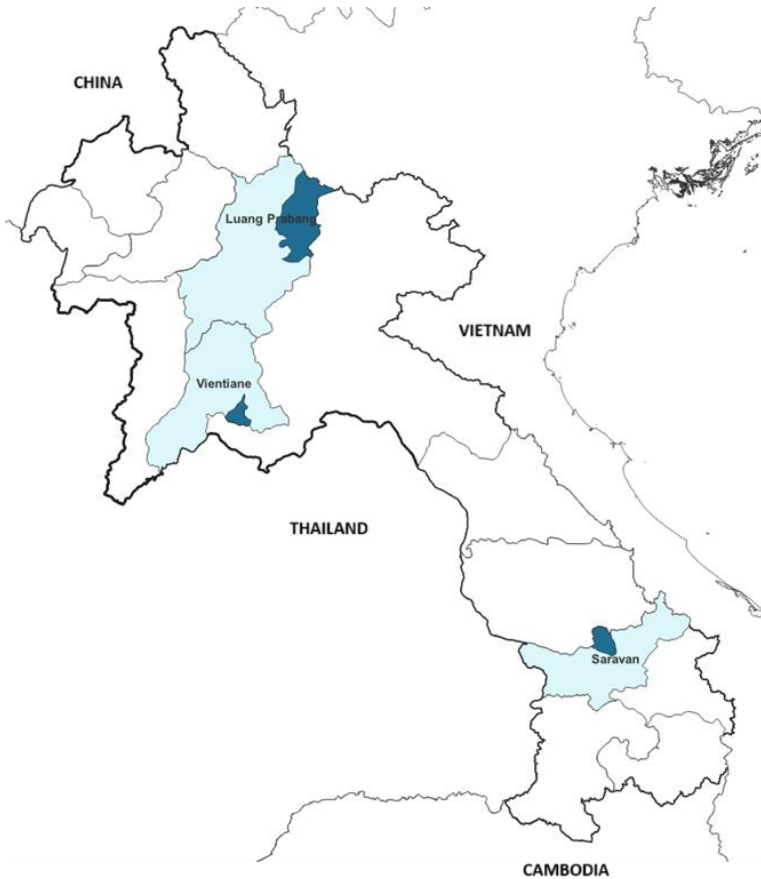 CHINA
Luang Prabang
VIETNAM
Vientiane
THAILAND
Saravan
CAMBODIA